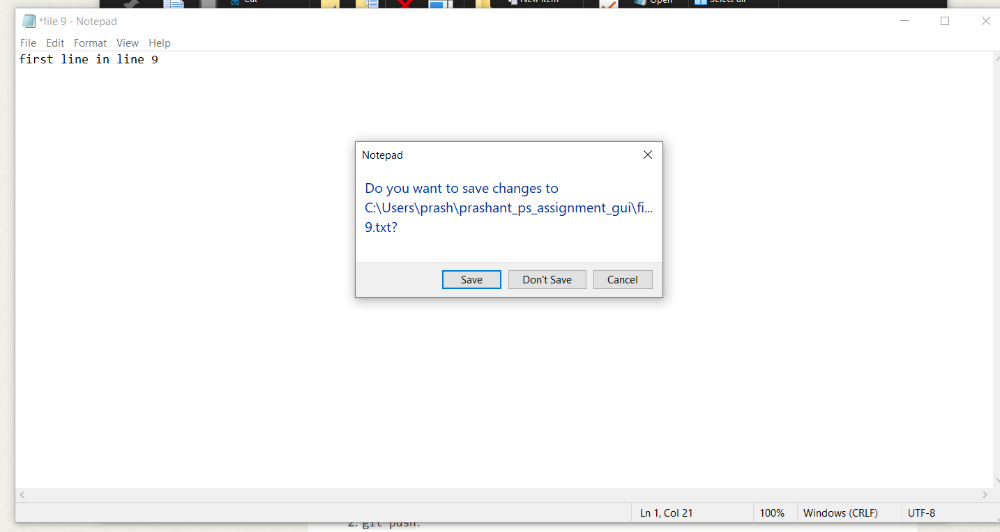 Cut
New item
Open
Select all
*file 9 - Notepad
File Edit Format View Help
first line in line 9
Notepad
Do you want to save changes to
C:\Users\prash\prashant_ps_assignment_gui\fi...
9.txt?
Save Don't Save Cancel
Ln 1, Col 21 100% Windows (CRLF) UTF-8
2. git push.